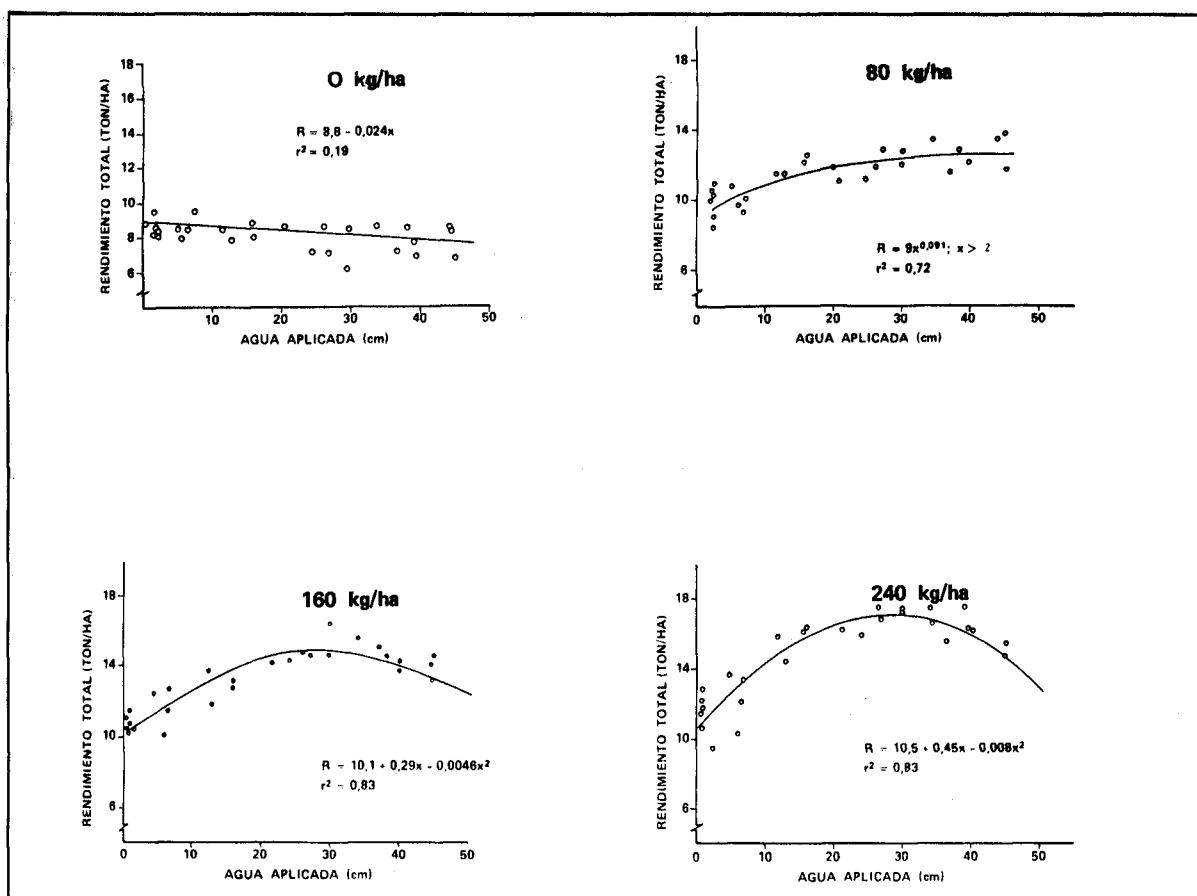 O kg/ha
RENDIMIENTO TOTAL (TON/HA)
18
16
14
12
10
8
6
R = 8,8 - 0,024x
r² = 0,19
10 20 30 40 50
AGUA APLICADA (cm)
80 kg/ha
RENDIMIENTO TOTAL (TON/HA)
18
14
10
6
R = 9x^0,091; x > 2
r² = 0,72
0 10 20 30 40 50
AGUA APLICADA (cm)
160 kg/ha
RENDIMIENTO TOTAL (TON/HA)
18
14
10
6
R = 10,1 + 0,29x - 0,0046x²
r² = 0,83
0 10 20 30 40 50
AGUA APLICADA (cm)
240 kg/ha
RENDIMIENTO TOTAL (TON/HA)
18
14
10
6
R = 10,5 + 0,45x - 0,008x²
r² = 0,83
0 10 20 30 40 50
AGUA APLICADA (cm)